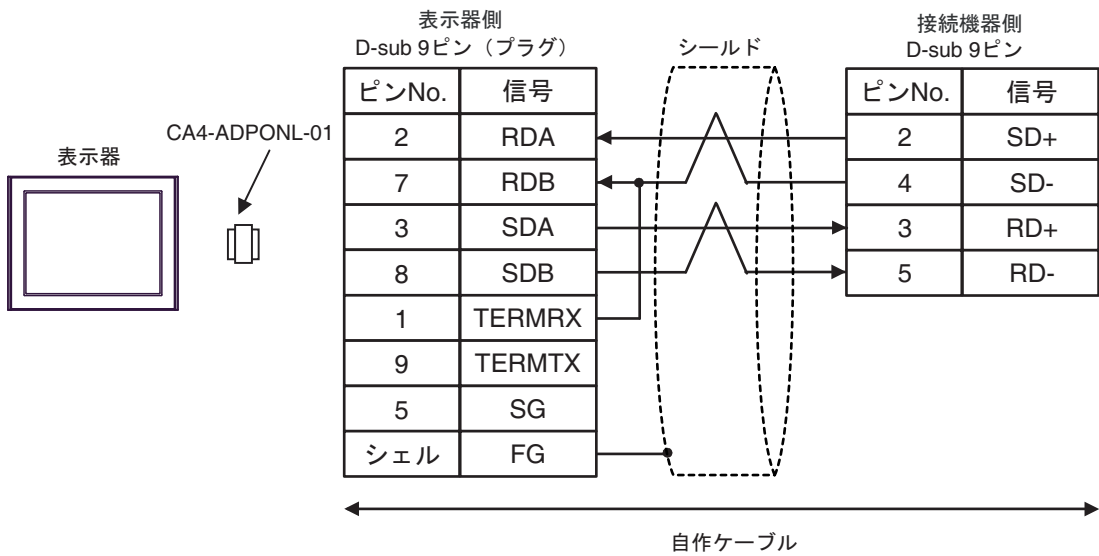 表示器側
D-sub 9ピン（プラグ）
シールド
接続機器側
D-sub 9ピン
CA4-ADPONL-01
表示器
ピンNo. 信号
2 RDA
7 RDB
3 SDA
8 SDB
1 TERMRX
9 TERMTX
5 SG
シェル FG
ピンNo. 信号
2 SD+
4 SD-
3 RD+
5 RD-
自作ケーブル